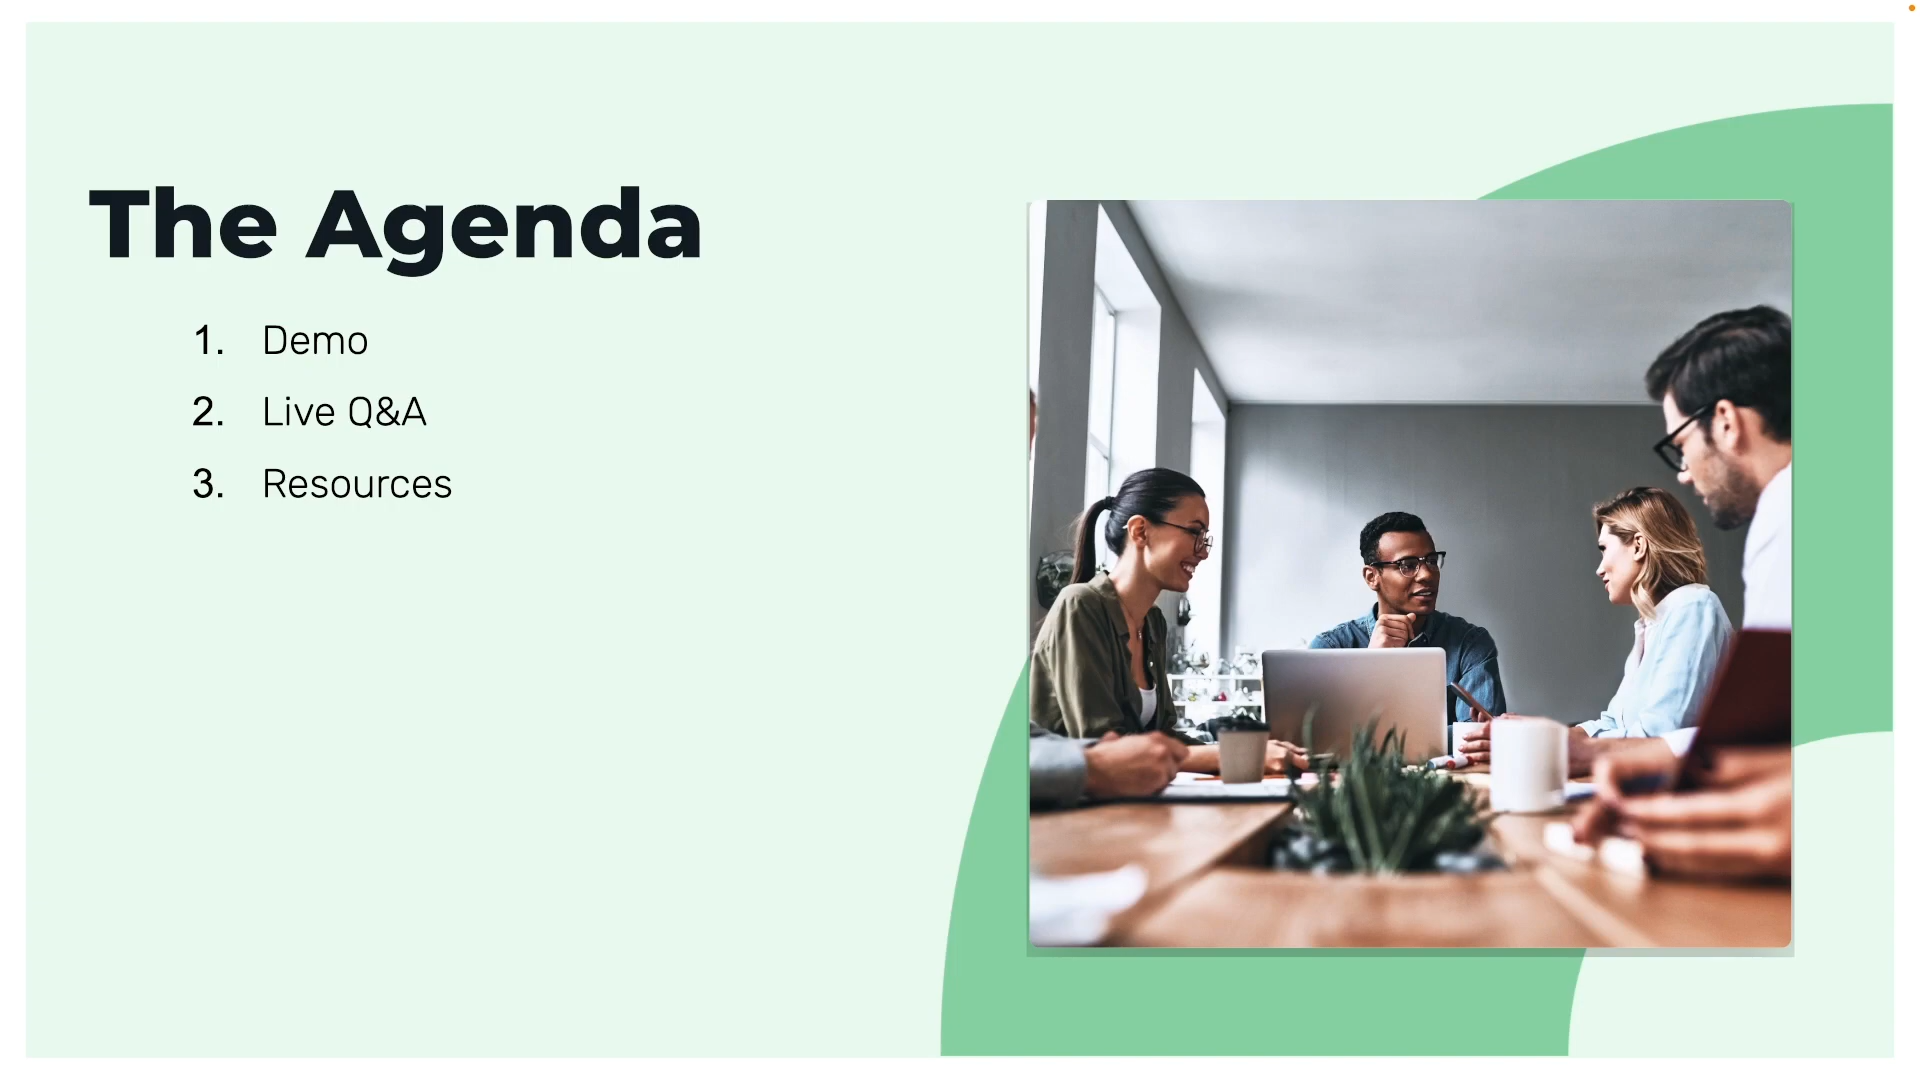 The Agenda
1. Demo
2. Live Q&A
3. Resources